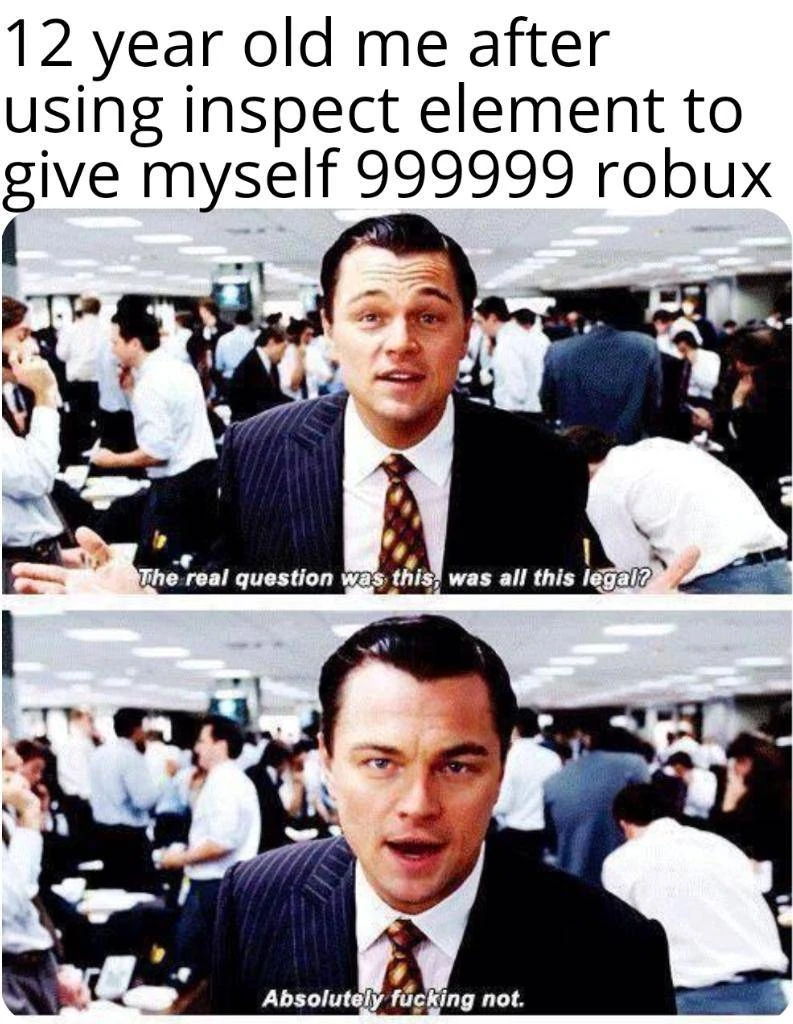 12 year old me after
using inspect element to
give myself 999999 robux
The real question was this, was all this legal?
Absolutely fucking not.